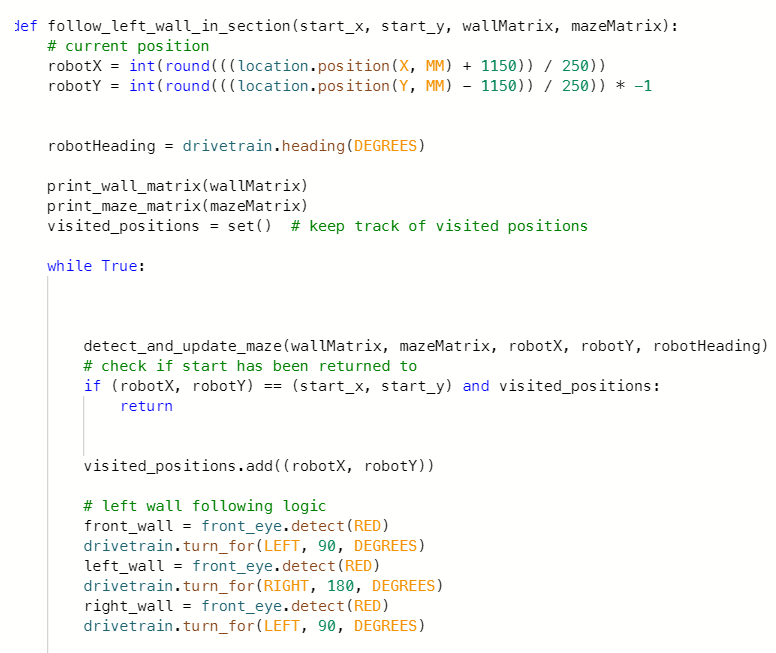 def follow_left_wall_in_section(start_x, start_y, wallMatrix, mazeMatrix):
    # current position
    robotX = int(round(((location.position(X, MM) + 1150)) / 250))
    robotY = int(round(((location.position(Y, MM) – 1150)) / 250)) * –1
    robotHeading = drivetrain.heading(DEGREES)
    print_wall_matrix(wallMatrix)
    print_maze_matrix(mazeMatrix)
    visited_positions = set()  # keep track of visited positions
    while True:
        detect_and_update_maze(wallMatrix, mazeMatrix, robotX, robotY, robotHeading)
        # check if start has been returned to
        if (robotX, robotY) == (start_x, start_y) and visited_positions:
            return
        visited_positions.add((robotX, robotY))
        # left wall following logic
        front_wall = front_eye.detect(RED)
        drivetrain.turn_for(LEFT, 90, DEGREES)
        left_wall = front_eye.detect(RED)
        drivetrain.turn_for(RIGHT, 180, DEGREES)
        right_wall = front_eye.detect(RED)
        drivetrain.turn_for(LEFT, 90, DEGREES)